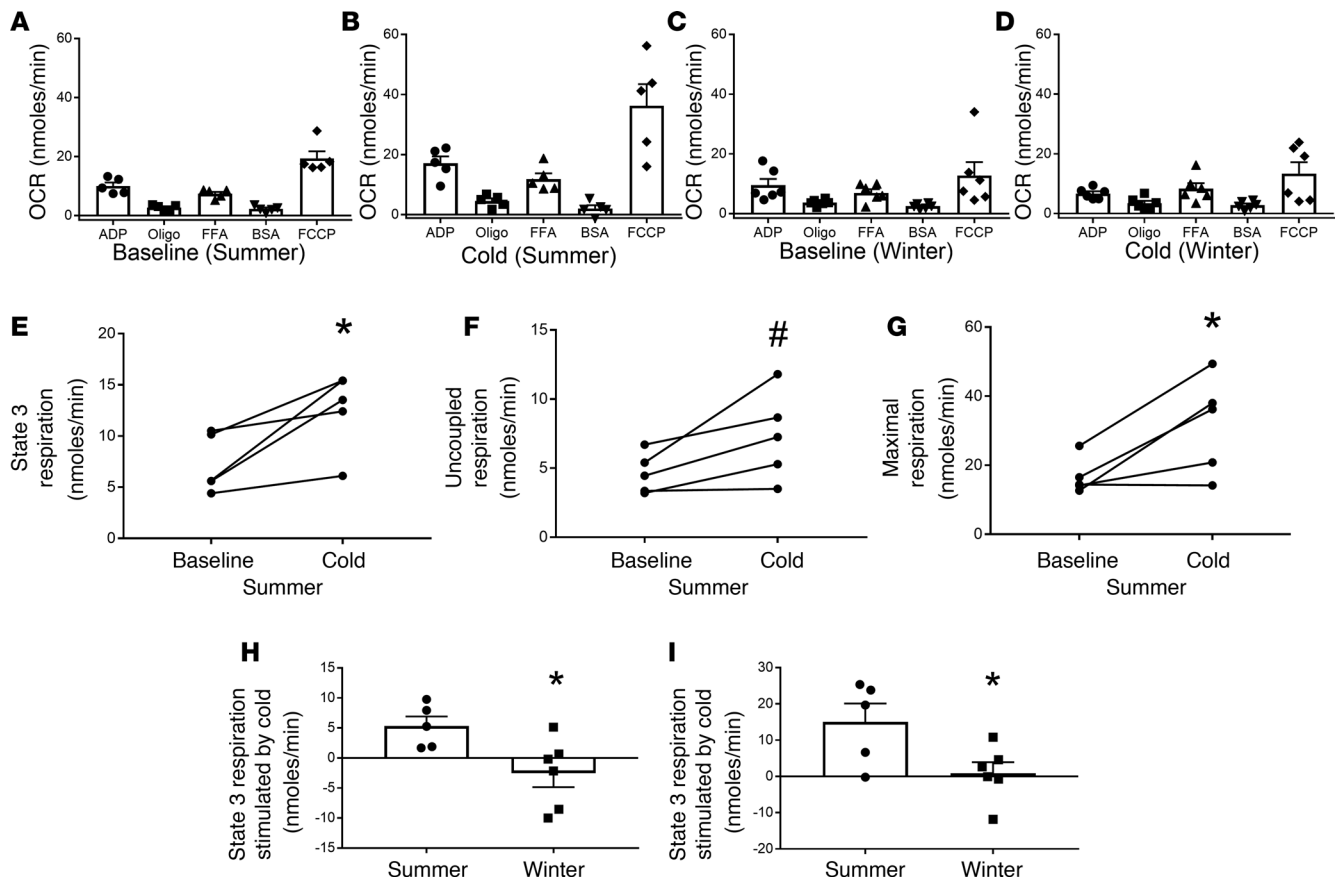 A
OCR (nmoles/min)
60
40
20
0
ADP Oligo FFA BSA FCCP
Baseline (Summer)
B
OCR (nmoles/min)
60
40
20
0
ADP Oligo FFA BSA FCCP
Cold (Summer)
C
OCR (nmoles/min)
60
40
20
0
ADP Oligo FFA BSA FCCP
Baseline (Winter)
D
OCR (nmoles/min)
60
40
20
0
ADP Oligo FFA BSA FCCP
Cold (Winter)
E
State 3
respiration
(nmoles/min)
20
15
10
5
0
*
Baseline Cold
Summer
F
Uncoupled
respiration
(nmoles/min)
15
10
5
0
#
Baseline Cold
Summer
G
Maximal
respiration
(nmoles/min)
60
40
20
0
*
Baseline Cold
Summer
H
State 3 respiration
stimulated by cold
(nmoles/min)
15
10
5
0
-5
-10
-15
*
Summer Winter
I
State 3 respiration
stimulated by cold
(nmoles/min)
30
20
10
0
-10
-20
*
Summer Winter